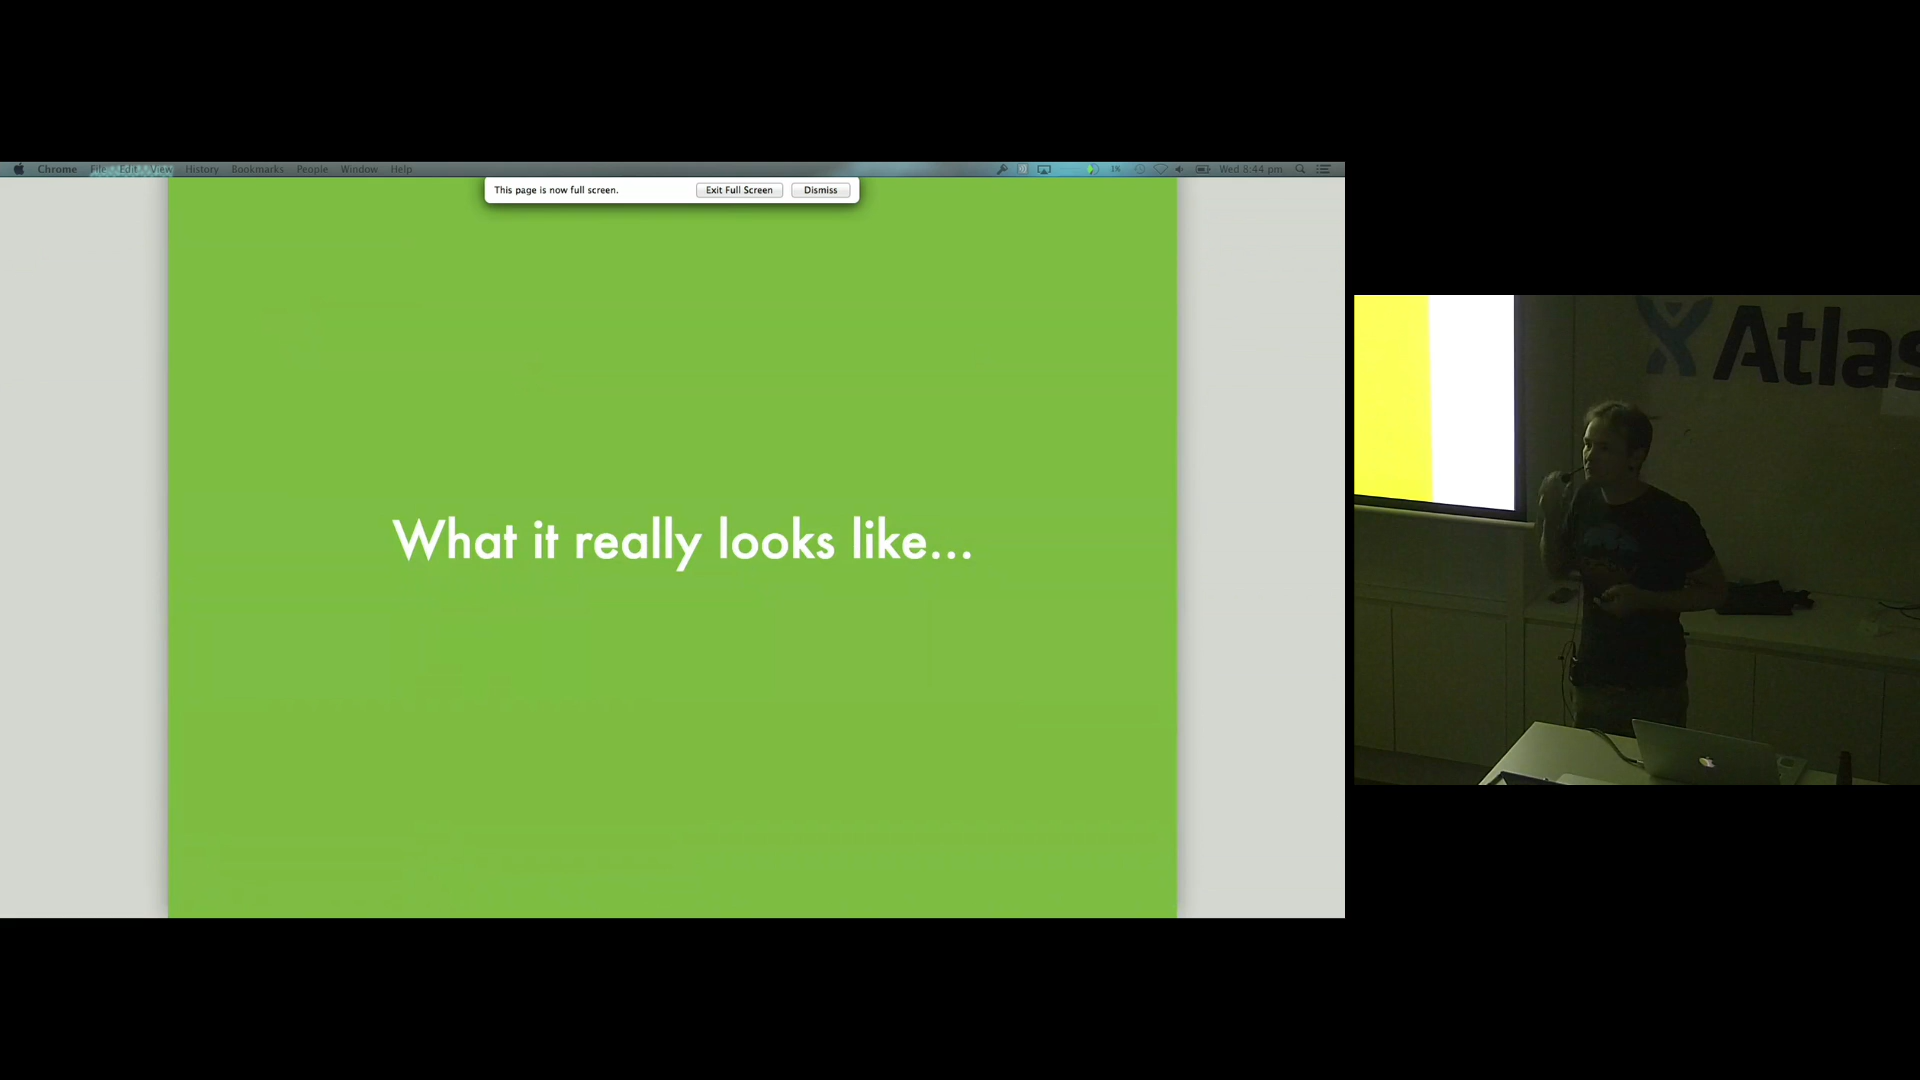 Chrome File Edit View History Bookmarks People Window Help 1% Wed 8:44 pm
This page is now full screen. Exit Full Screen Dismiss
What it really looks like...
Atlas